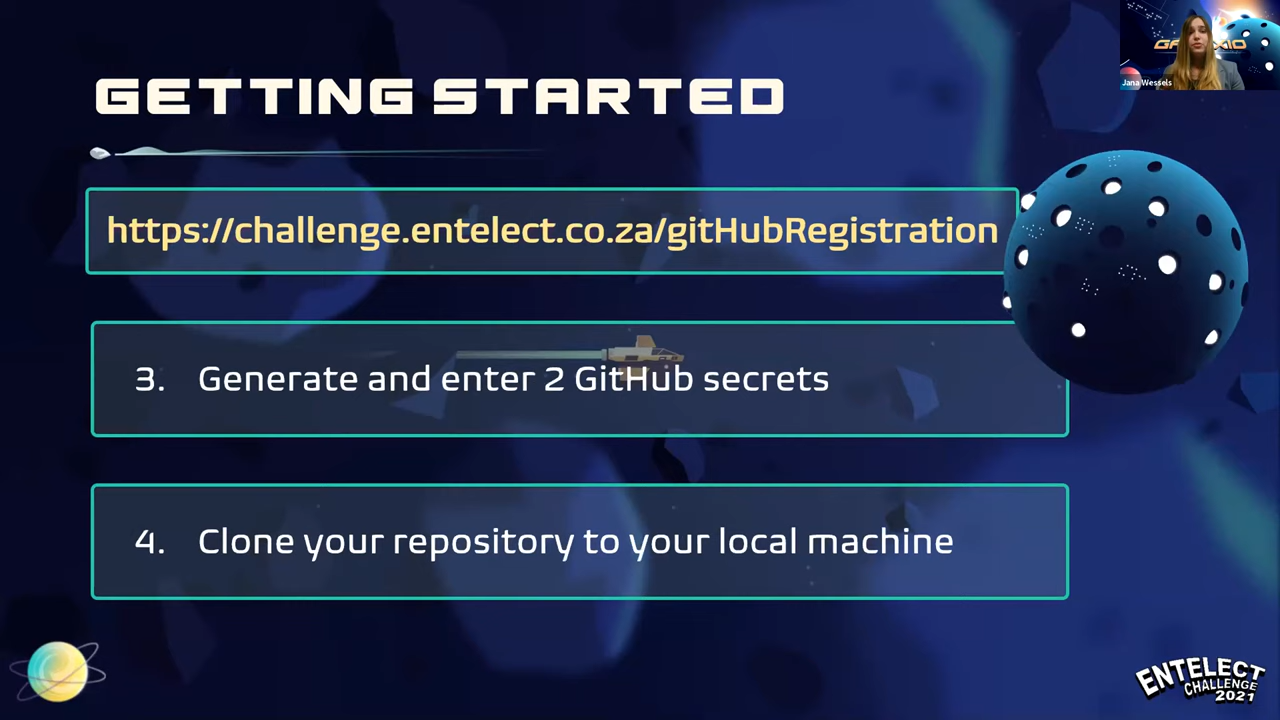 GETTING STARTED
https://challenge.entelect.co.za/gitHubRegistration
3. Generate and enter 2 GitHub secrets
4. Clone your repository to your local machine
Jana Wessels
ENTELECT
CHALLENGE
2021